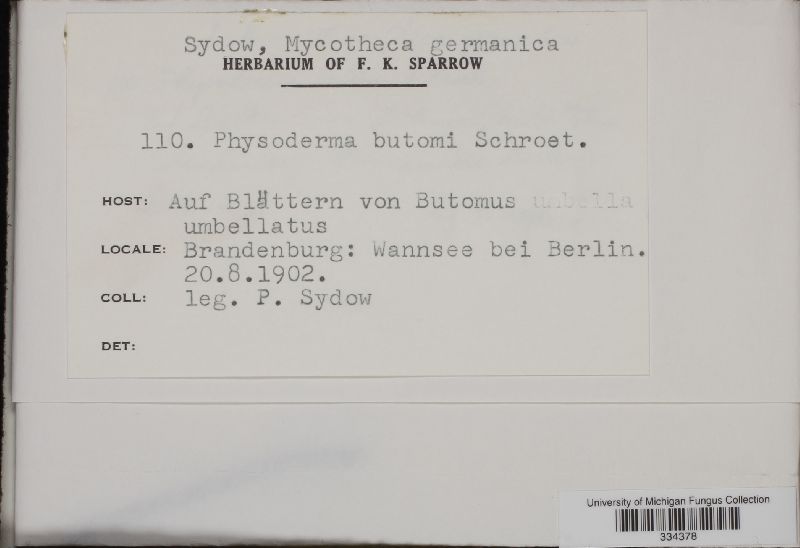 Sydow, Mycotheca germanica
HERBARIUM OF F. K. SPARROW
110. Physoderma butomi Schroet.
HOST: Auf Blättern von Butomus umbella
umbellatus
LOCALE: Brandenburg: Wannsee bei Berlin.
20.8.1902.
COLL: leg. P. Sydow
DET:
University of Michigan Fungus Collection
334378